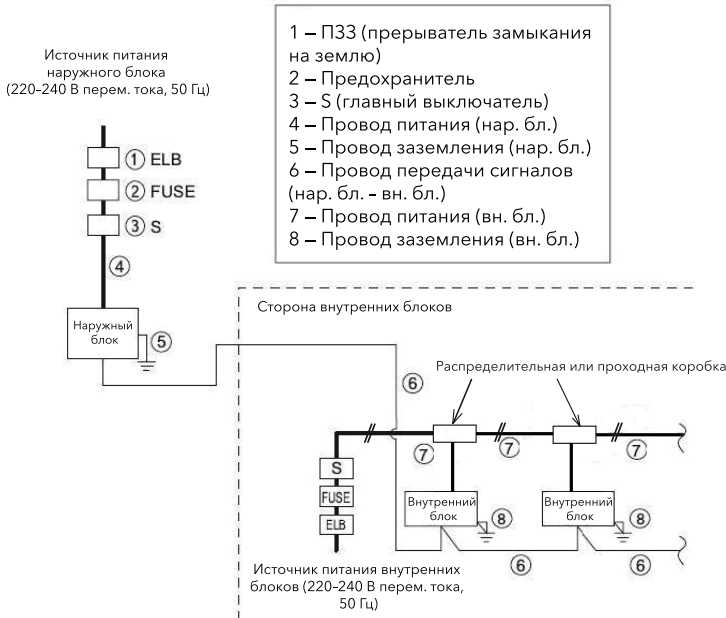 Источник питания
наружного блока
(220–240 В перем. тока, 50 Гц)
1 – ПЗЗ (прерыватель замыкания
на землю)
2 – Предохранитель
3 – S (главный выключатель)
4 – Провод питания (нар. бл.)
5 – Провод заземления (нар. бл.)
6 – Провод передачи сигналов
(нар. бл. – вн. бл.)
7 – Провод питания (вн. бл.)
8 – Провод заземления (вн. бл.)
1 ELB
2 FUSE
3 S
4
Наружный
блок
5
Сторона внутренних блоков
6
Распределительная или проходная коробка
7
7
7
S
FUSE
ELB
Внутренний
блок
8
Внутренний
блок
8
6
6
Источник питания внутренних
блоков (220–240 В перем. тока,
50 Гц)